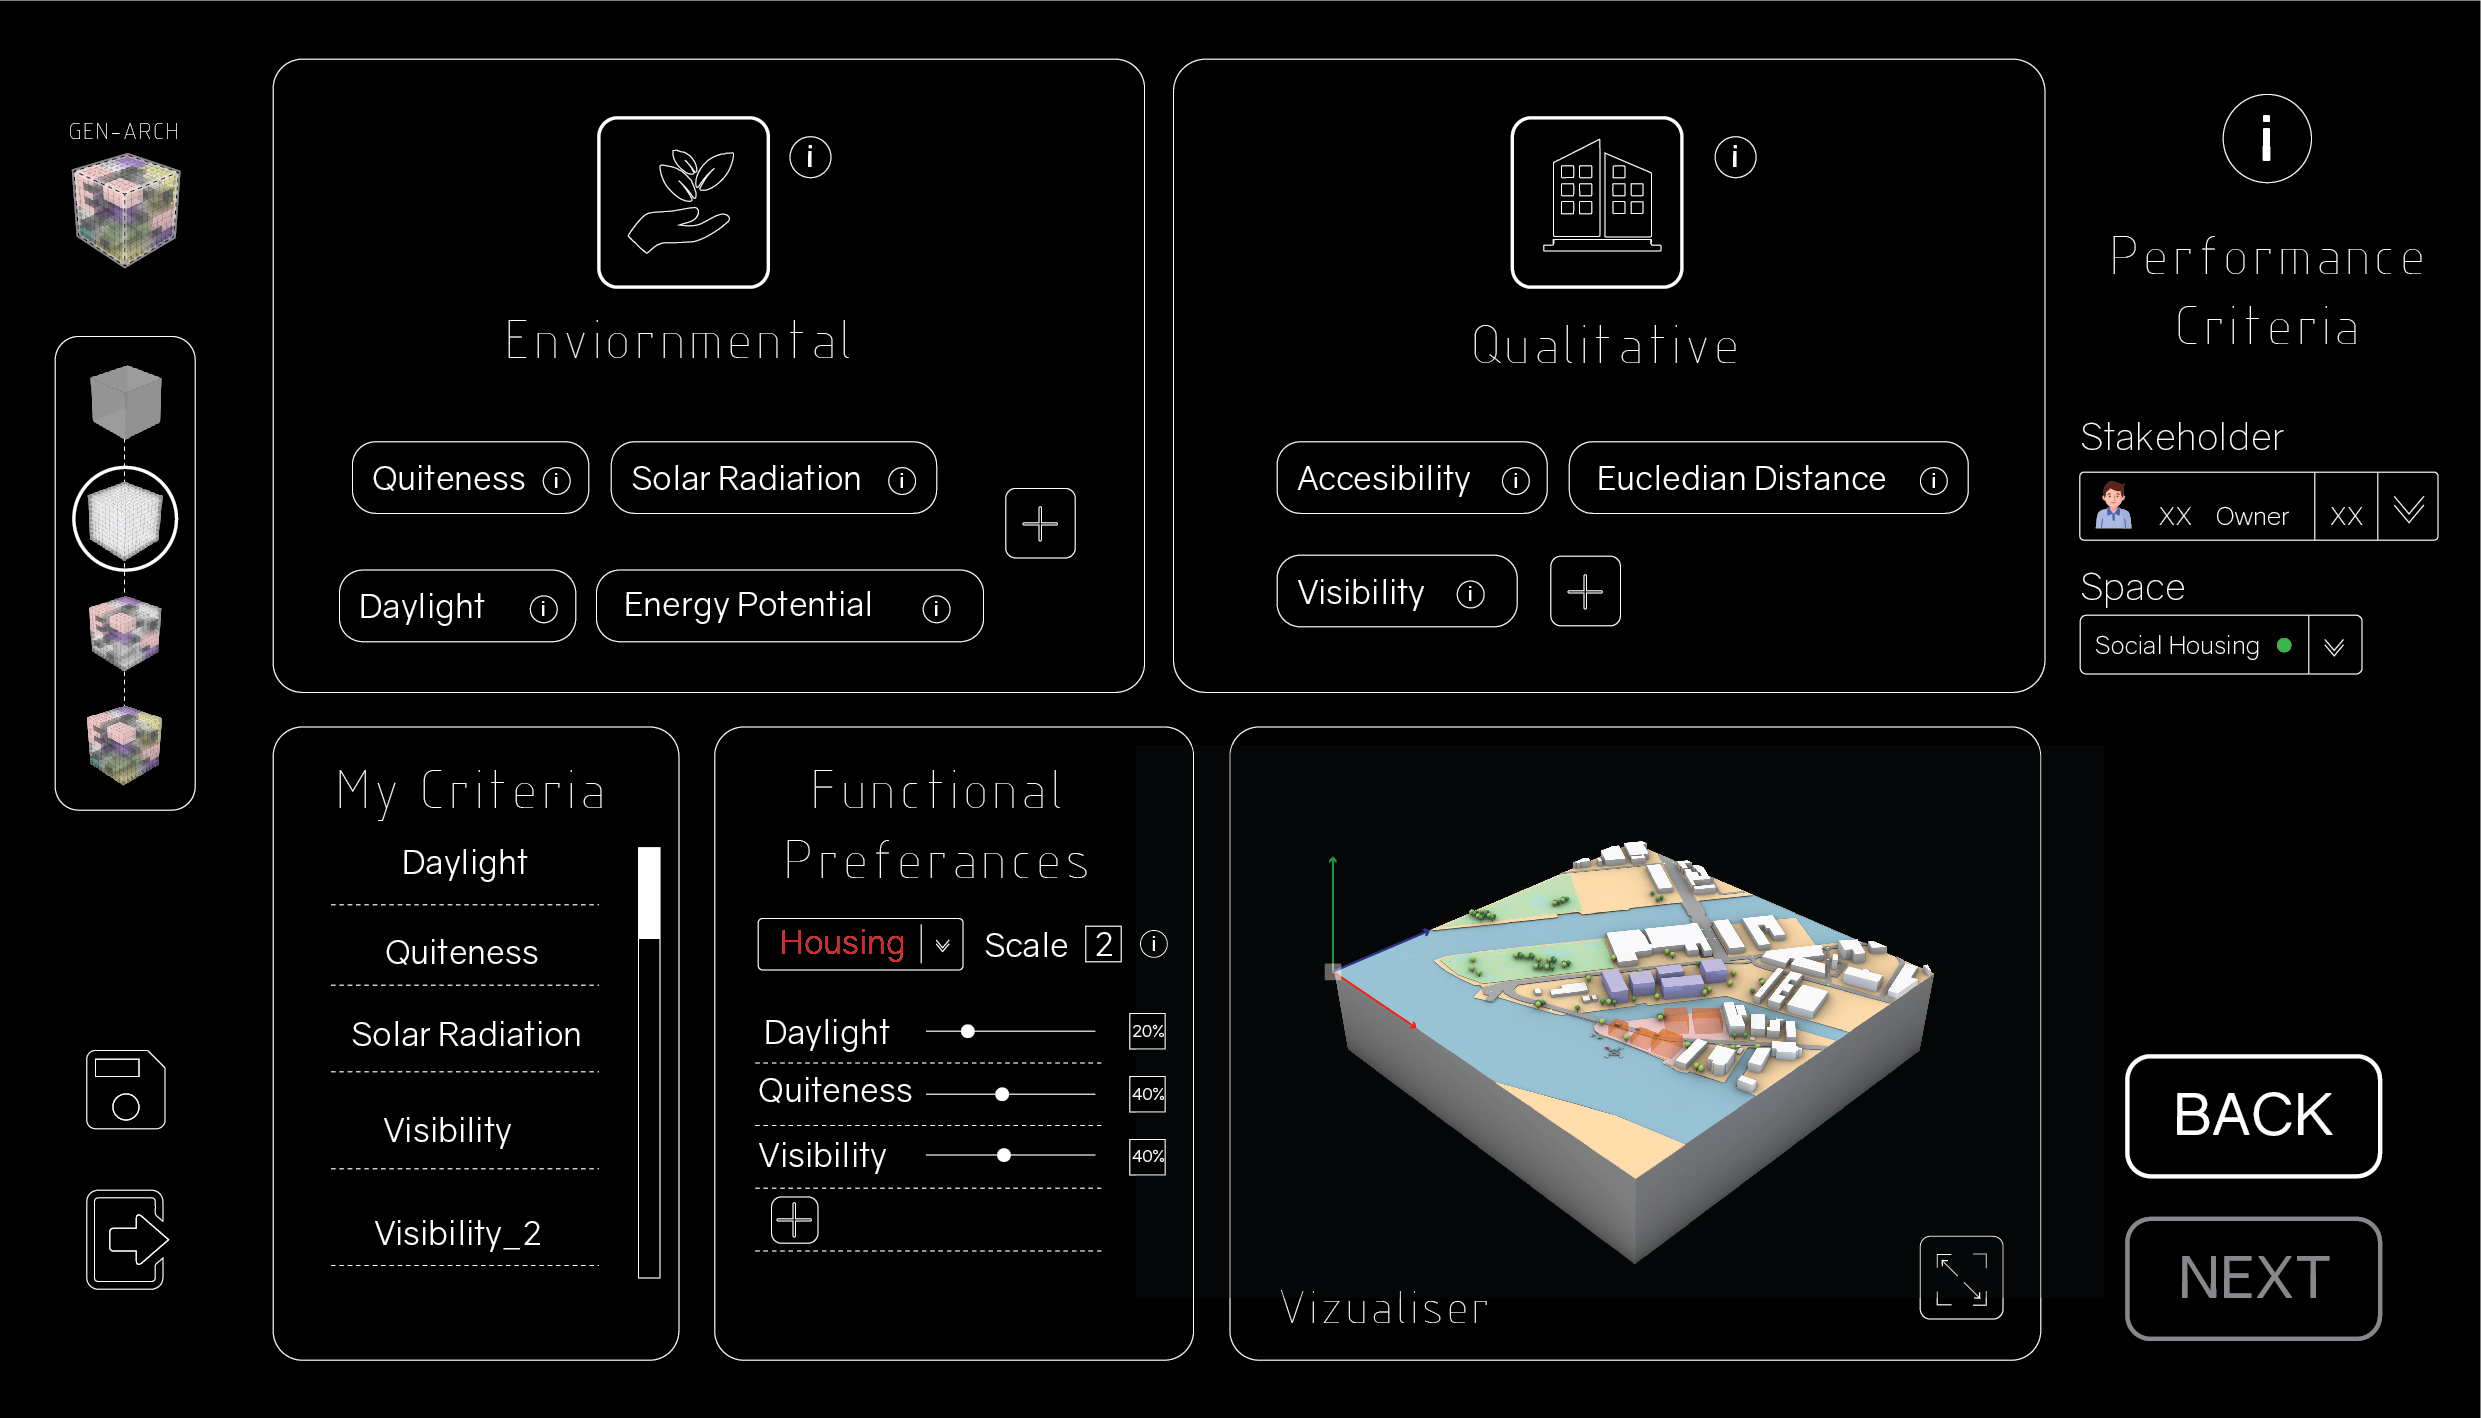 GEN-ARCH
i
i
i
Enviornmental
Qualitative
Performance
Criteria
Quiteness i
Solar Radiation i
Daylight i
Energy Potential i
Accesibility i
Eucledian Distance i
Visibility i
Stakeholder
XX Owner XX
Space
Social Housing
My Criteria
Daylight
Quiteness
Solar Radiation
Visibility
Visibility_2
Functional
Preferances
Housing Scale 2 i
Daylight 20%
Quiteness 40%
Visibility 40%
Vizualiser
BACK
NEXT